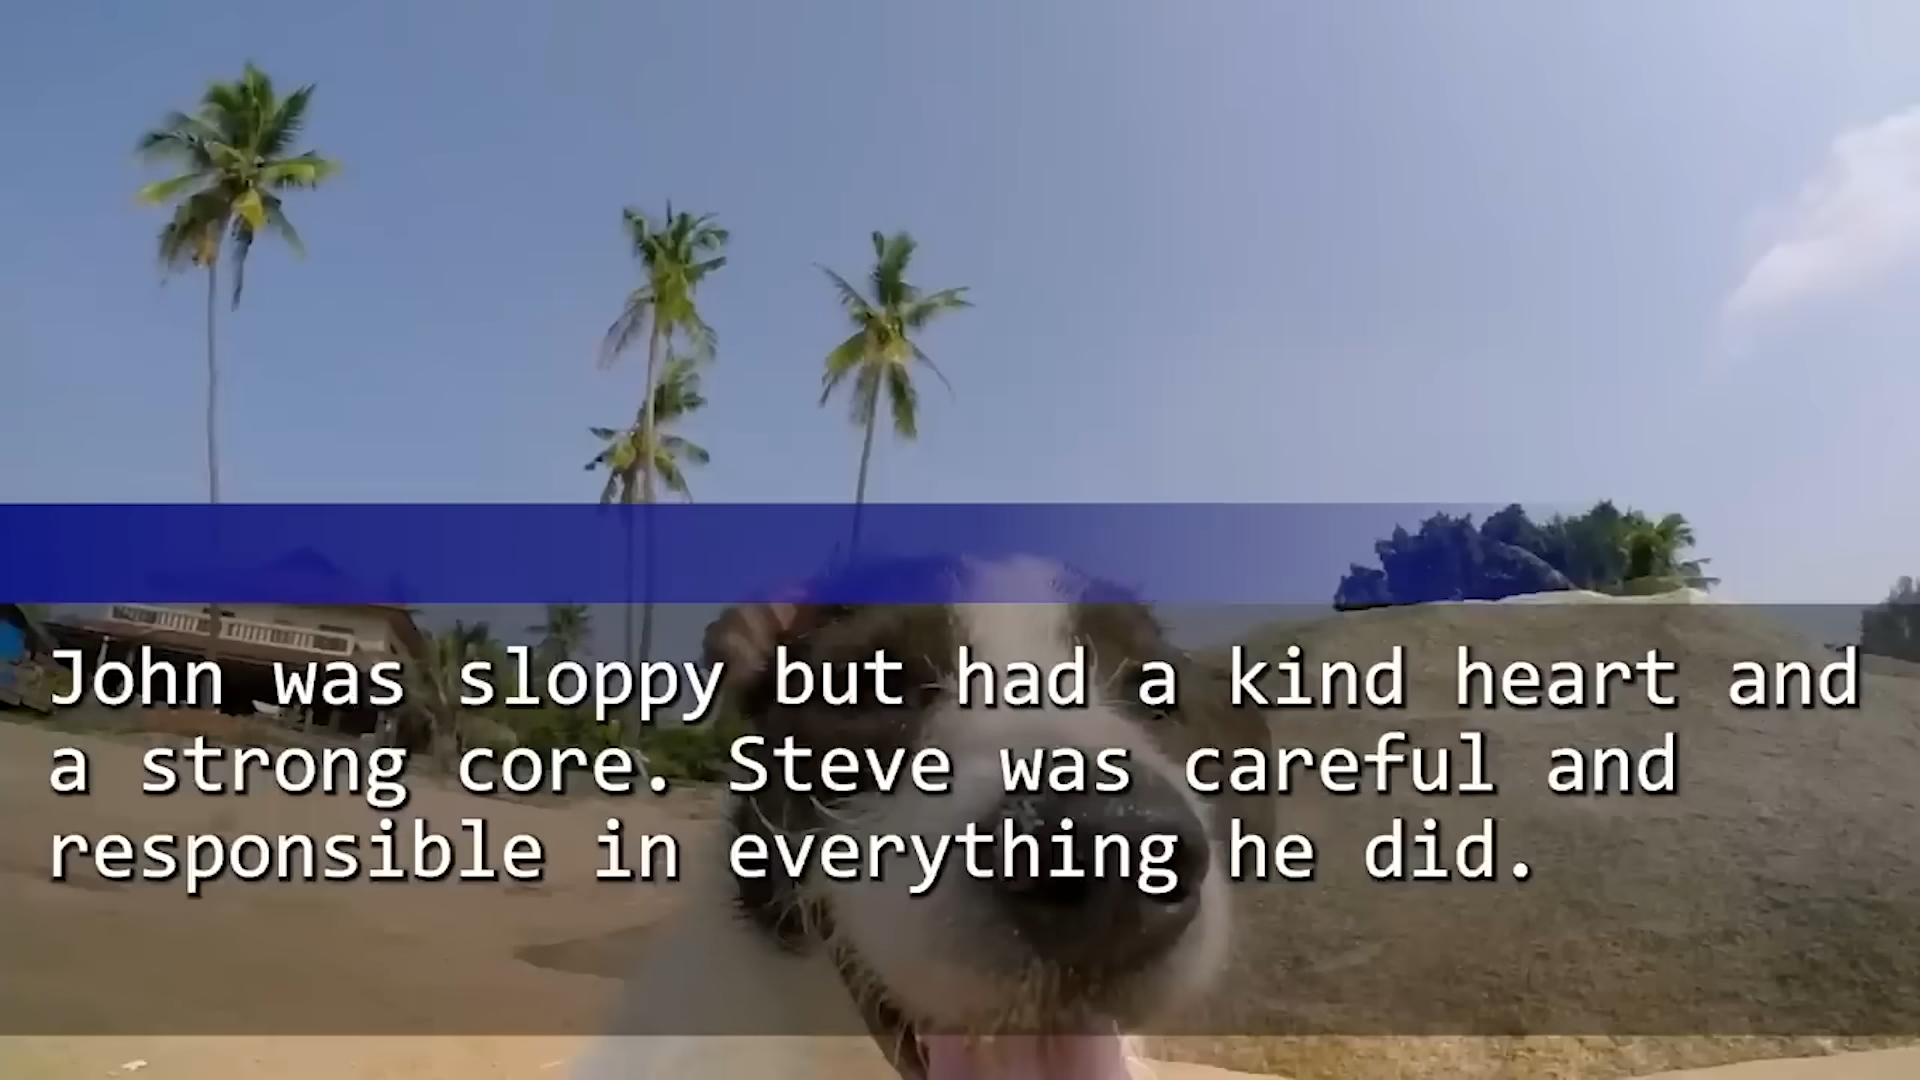 John was sloppy but had a kind heart and
a strong core. Steve was careful and
responsible in everything he did.